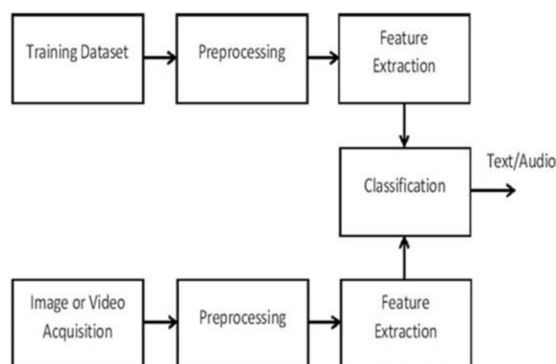 Training Dataset
Preprocessing
Feature
Extraction
Classification
Text/Audio
Image or Video
Acquisition
Preprocessing
Feature
Extraction